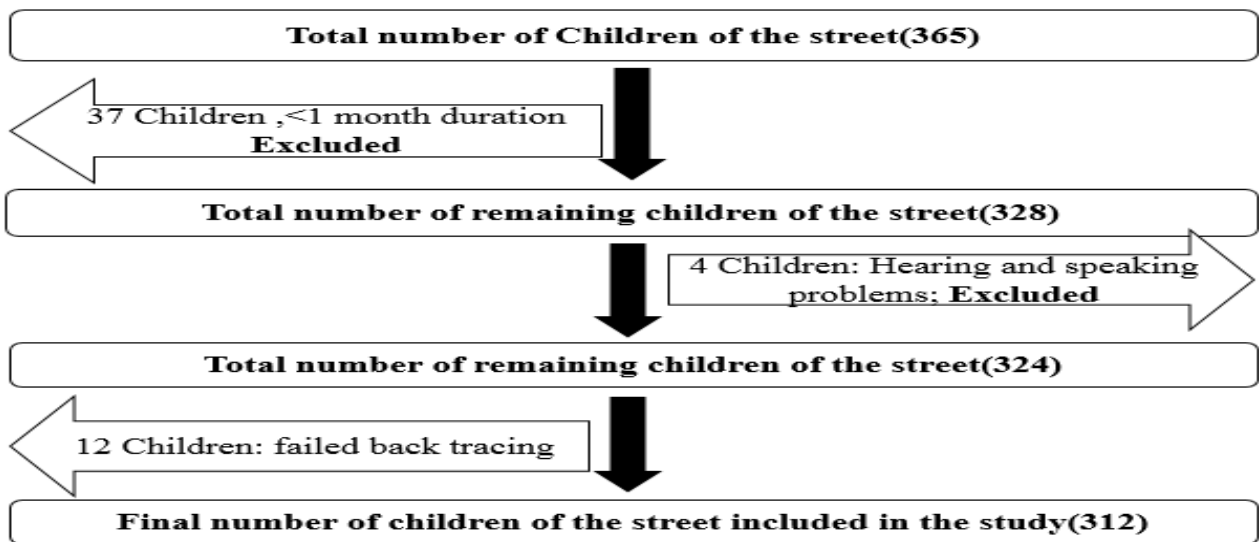 Total number of Children of the street(365)
37 Children ,<1 month duration
Excluded
Total number of remaining children of the street(328)
4 Children: Hearing and speaking
problems; Excluded
Total number of remaining children of the street(324)
12 Children: failed back tracing
Final number of children of the street included in the study(312)